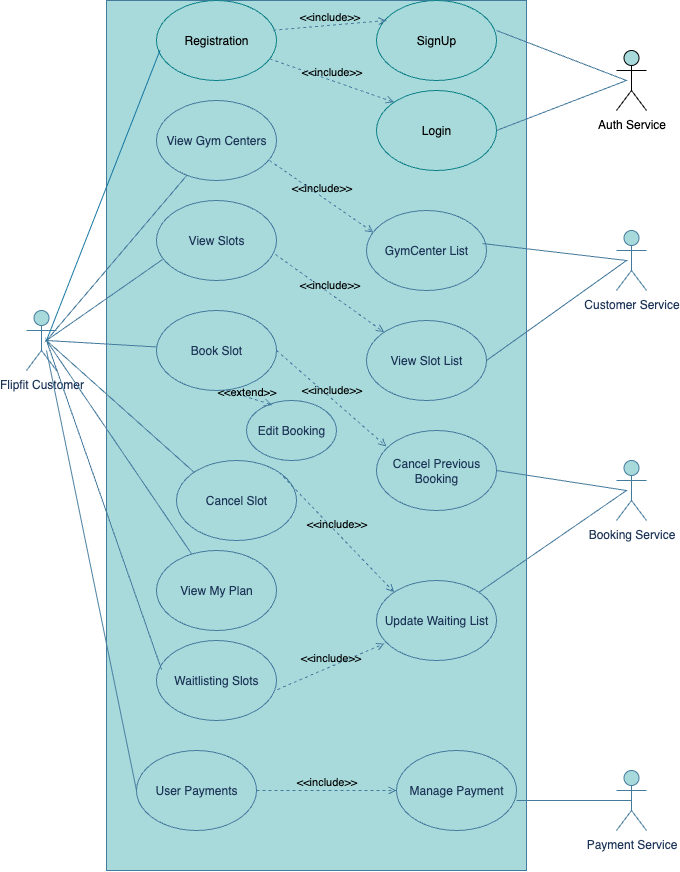 <<include>>
Registration
SignUp
<<include>>
Auth Service
Login
View Gym Centers
<<include>>
View Slots
GymCenter List
Customer Service
<<include>>
Book Slot
View Slot List
Flipfit Customer
<<extend>>
<<include>>
Edit Booking
Cancel Previous
Booking
Cancel Slot
<<include>>
Booking Service
View My Plan
Update Waiting List
<<include>>
Waitlisting Slots
<<include>>
User Payments
Manage Payment
Payment Service